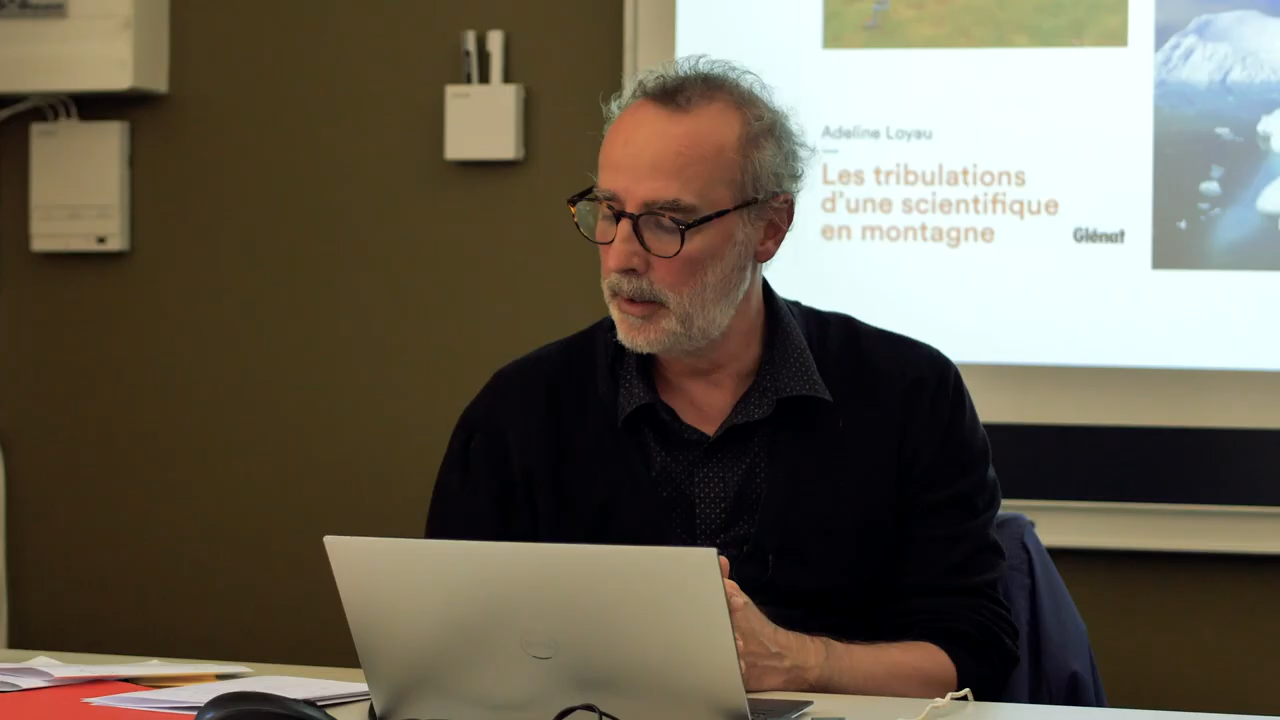 Adeline Loyau
Les tribulations
d'une scientifique
en montagne
Glénat